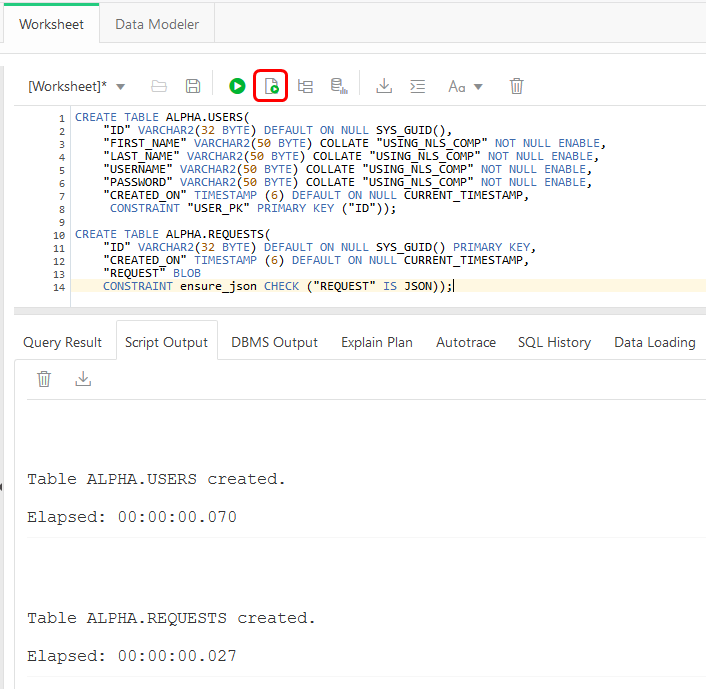 Worksheet
Data Modeler
[Worksheet]*
Aa
1 CREATE TABLE ALPHA.USERS(
2 "ID" VARCHAR2(32 BYTE) DEFAULT ON NULL SYS_GUID(),
3 "FIRST_NAME" VARCHAR2(50 BYTE) COLLATE "USING_NLS_COMP" NOT NULL ENABLE,
4 "LAST_NAME" VARCHAR2(50 BYTE) COLLATE "USING_NLS_COMP" NOT NULL ENABLE,
5 "USERNAME" VARCHAR2(50 BYTE) COLLATE "USING_NLS_COMP" NOT NULL ENABLE,
6 "PASSWORD" VARCHAR2(50 BYTE) COLLATE "USING_NLS_COMP" NOT NULL ENABLE,
7 "CREATED_ON" TIMESTAMP (6) DEFAULT ON NULL CURRENT_TIMESTAMP,
8 CONSTRAINT "USER_PK" PRIMARY KEY ("ID"));
9
10 CREATE TABLE ALPHA.REQUESTS(
11 "ID" VARCHAR2(32 BYTE) DEFAULT ON NULL SYS_GUID() PRIMARY KEY,
12 "CREATED_ON" TIMESTAMP (6) DEFAULT ON NULL CURRENT_TIMESTAMP,
13 "REQUEST" BLOB
14 CONSTRAINT ensure_json CHECK ("REQUEST" IS JSON));
Query Result
Script Output
DBMS Output
Explain Plan
Autotrace
SQL History
Data Loading
Table ALPHA.USERS created.
Elapsed: 00:00:00.070
Table ALPHA.REQUESTS created.
Elapsed: 00:00:00.027